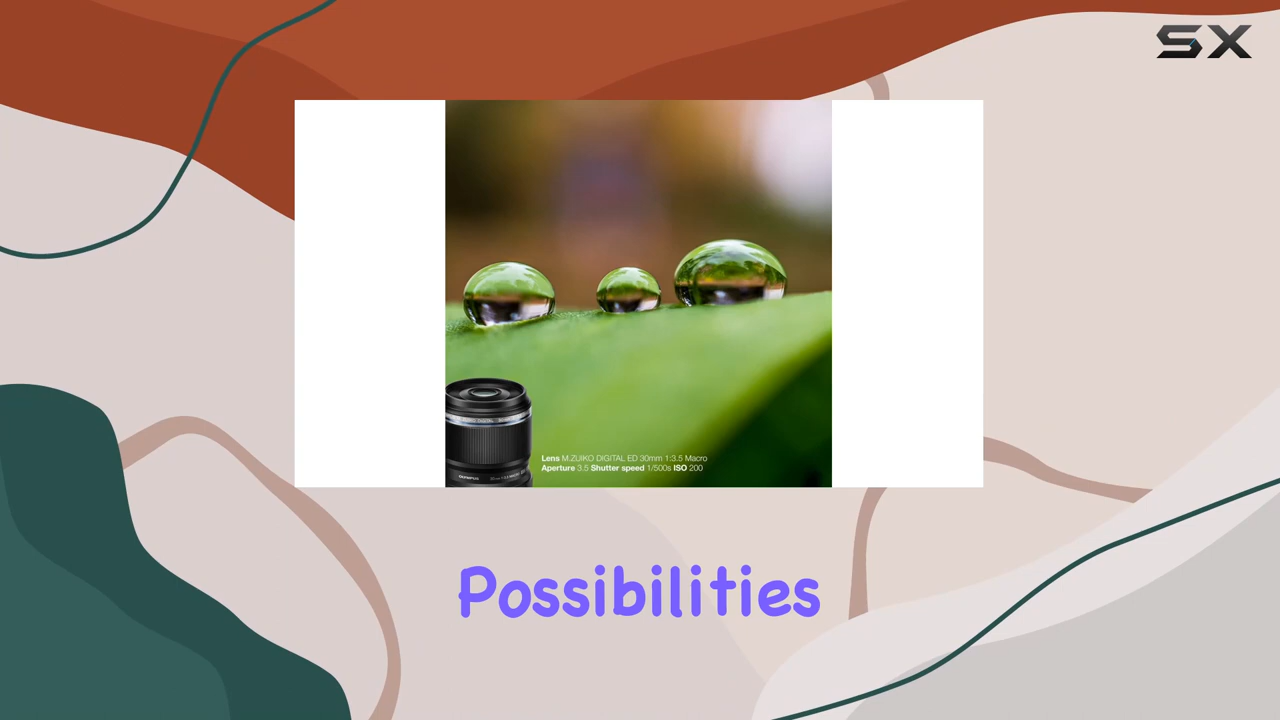 SX
Lens M.ZUIKO DIGITAL ED 30mm 1:3.5 Macro
Aperture 3.5 Shutter speed 1/500s ISO 200
OLYMPUS
Possibilities